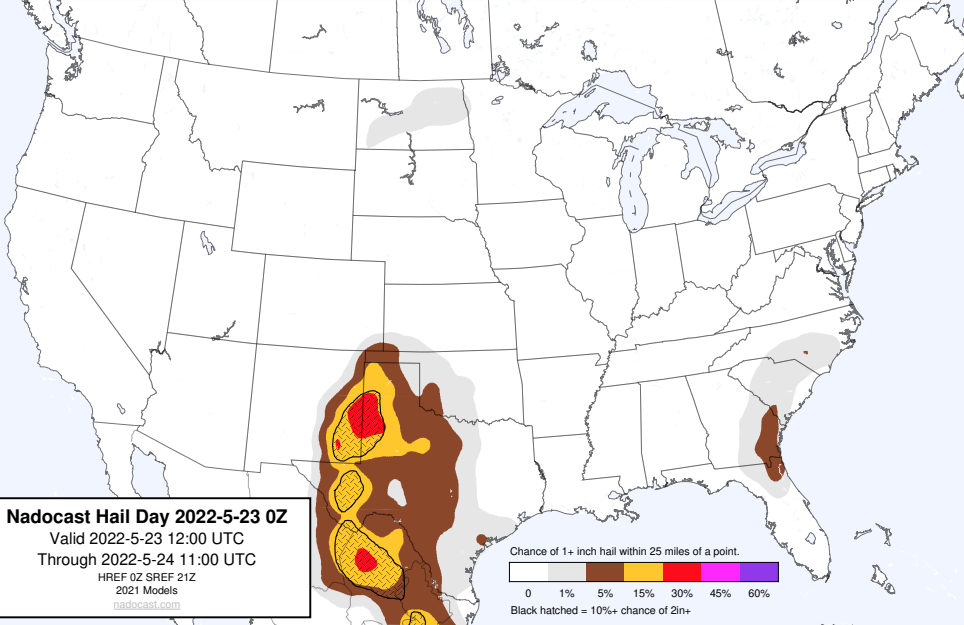 Nadocast Hail Day 2022-5-23 0Z
Valid 2022-5-23 12:00 UTC
Through 2022-5-24 11:00 UTC
HREF 0Z SREF 21Z
2021 Models
nadocast.com
Chance of 1+ inch hail within 25 miles of a point.
0 1% 5% 15% 30% 45% 60%
Black hatched = 10%+ chance of 2in+